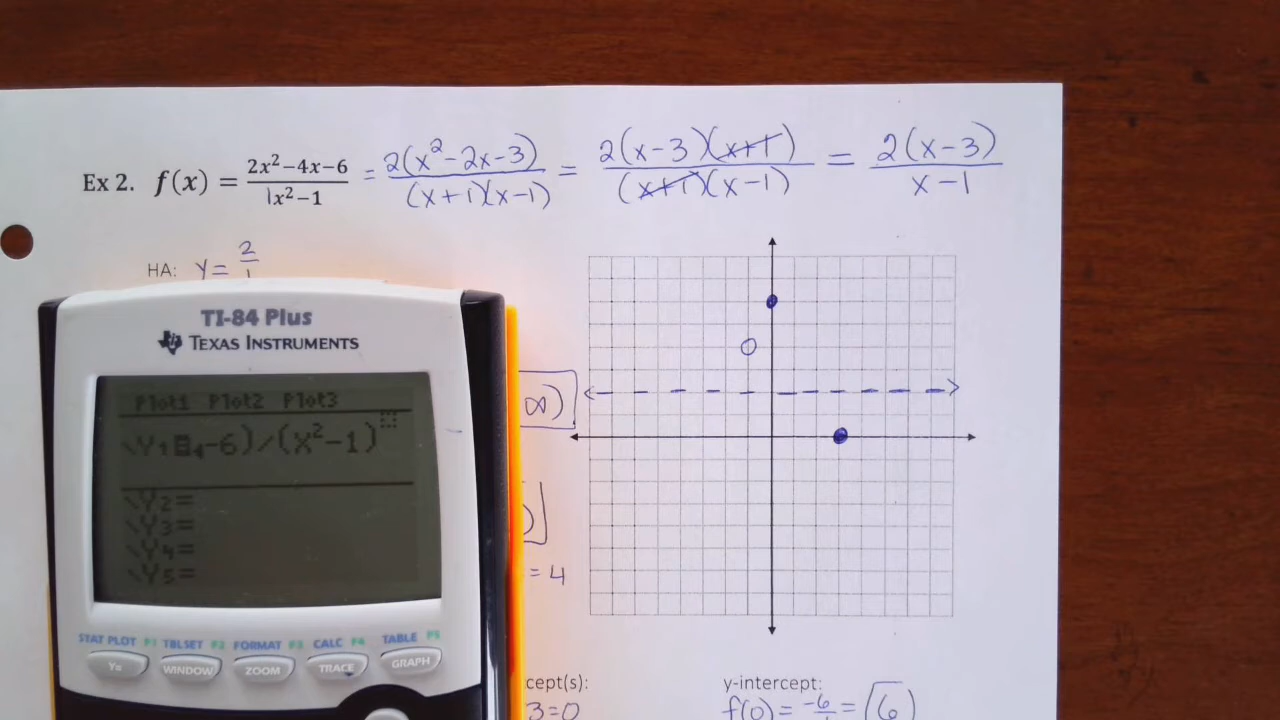 Ex 2. f(x) = 2x²-4x-6 / x²-1 = 2(x²-2x-3) / (x+1)(x-1) = 2(x-3)(x+1) / (x+1)(x-1) = 2(x-3) / x-1
HA: y = 2/1
TI-84 Plus
TEXAS INSTRUMENTS
Plot1 Plot2 Plot3
\Y1=-6)/(X²-1)
\Y2=
\Y3=
\Y4=
\Y5=
∞)
)
= 4
STAT PLOT F1 TBLSET F2 FORMAT F3 CALC F4 TABLE F5
Y= WINDOW ZOOM TRACE GRAPH
cept(s):
3=0
y-intercept:
f(0) = -6 = 6